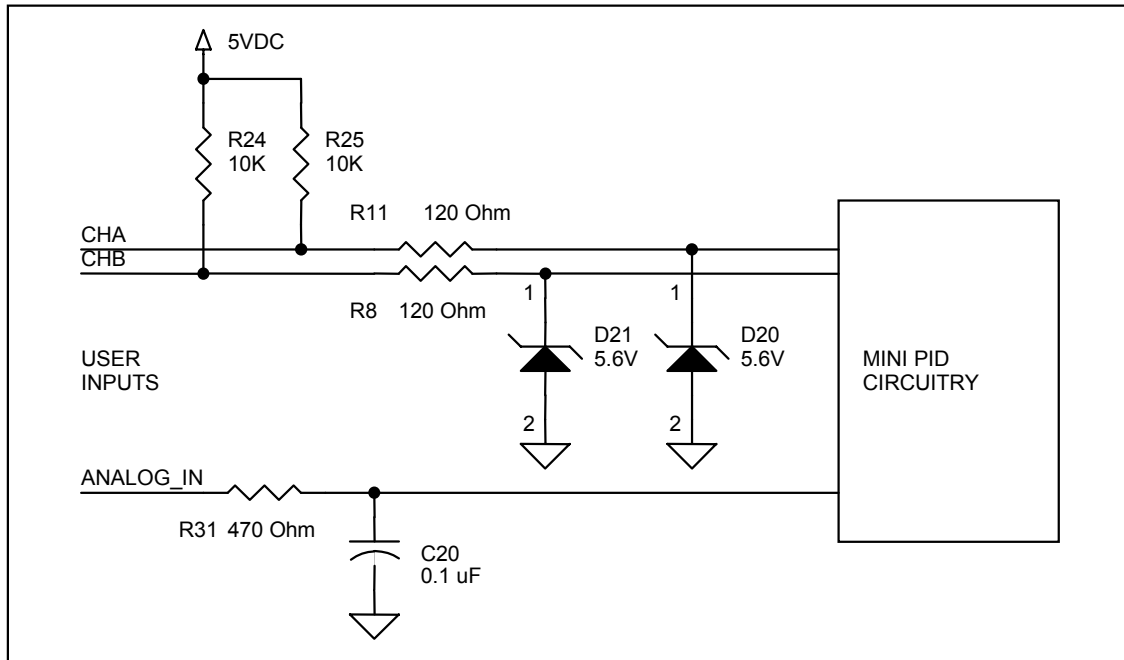 5VDC
R24
10K
R25
10K
R11 120 Ohm
CHA
CHB
R8 120 Ohm
1
1
D21
5.6V
D20
5.6V
2
2
USER
INPUTS
MINI PID
CIRCUITRY
ANALOG_IN
R31 470 Ohm
C20
0.1 uF